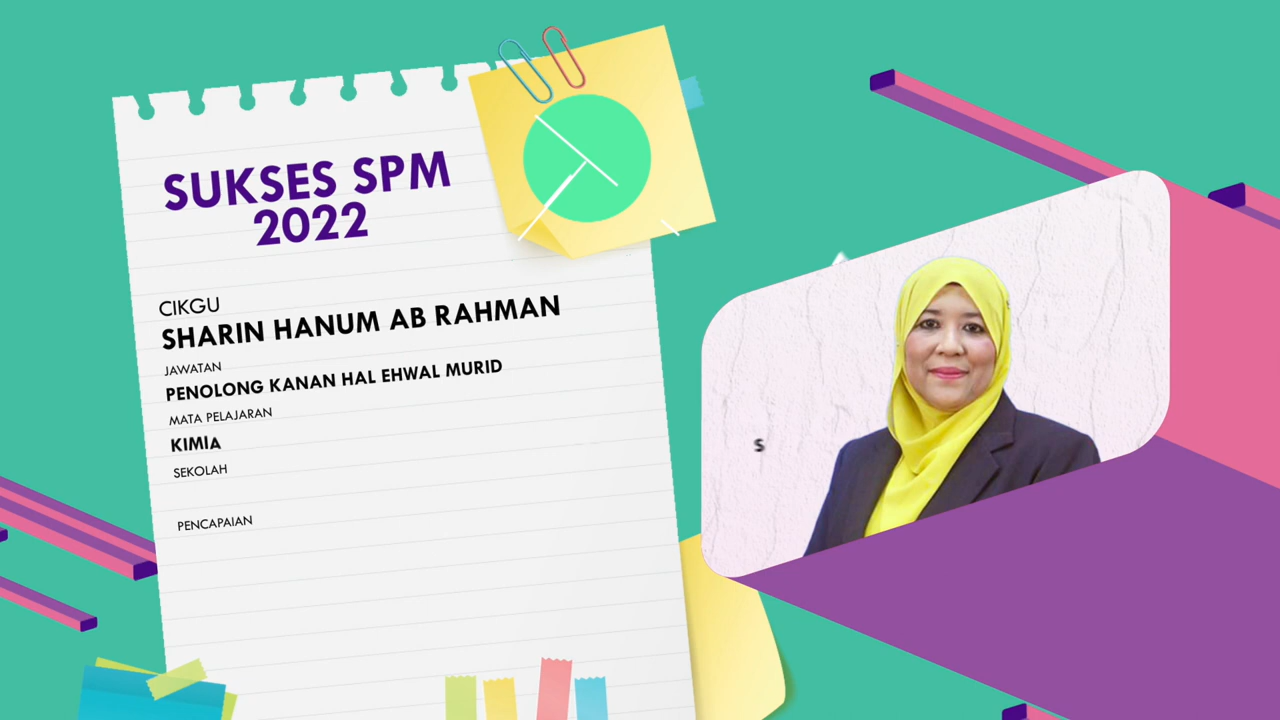 SUKSES SPM
2022
CIKGU
SHARIN HANUM AB RAHMAN
JAWATAN
PENOLONG KANAN HAL EHWAL MURID
MATA PELAJARAN
KIMIA
SEKOLAH
PENCAPAIAN
S